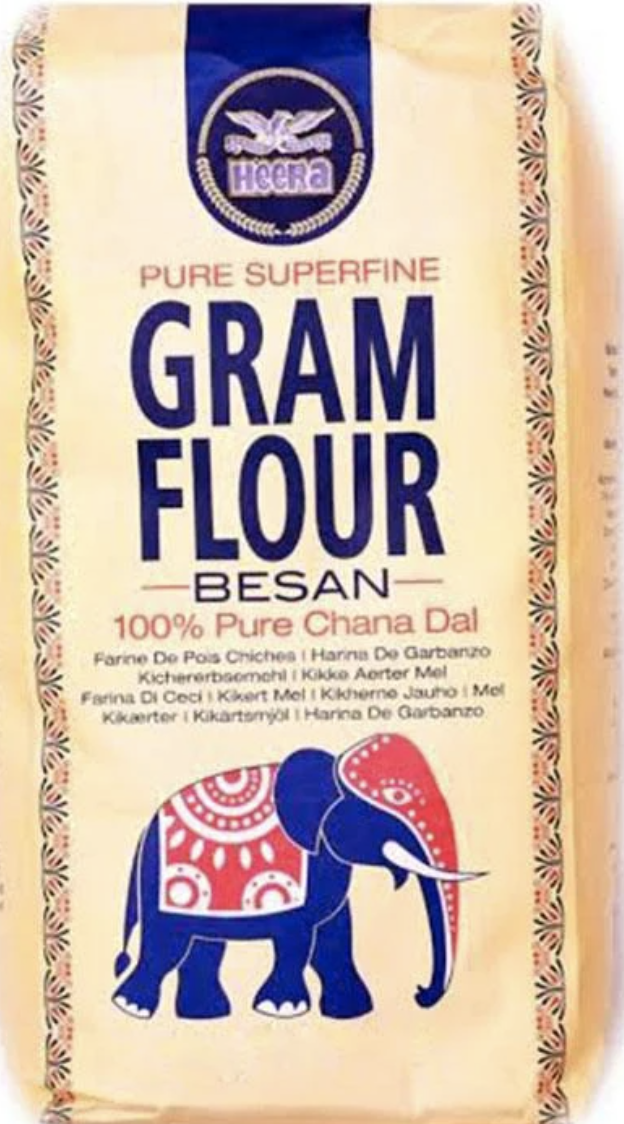 HEERA
PURE SUPERFINE
GRAM
FLOUR
BESAN
100% Pure Chana Dal
Farine De Pois Chiches | Harina De Garbanzo
Kichererbsemehl | Kikke Aerter Mel
Farina Di Ceci | Kikert Mel | Kikherne Jauho | Mel
Kikærter | Kikärtsmjöl | Harina De Garbanzo